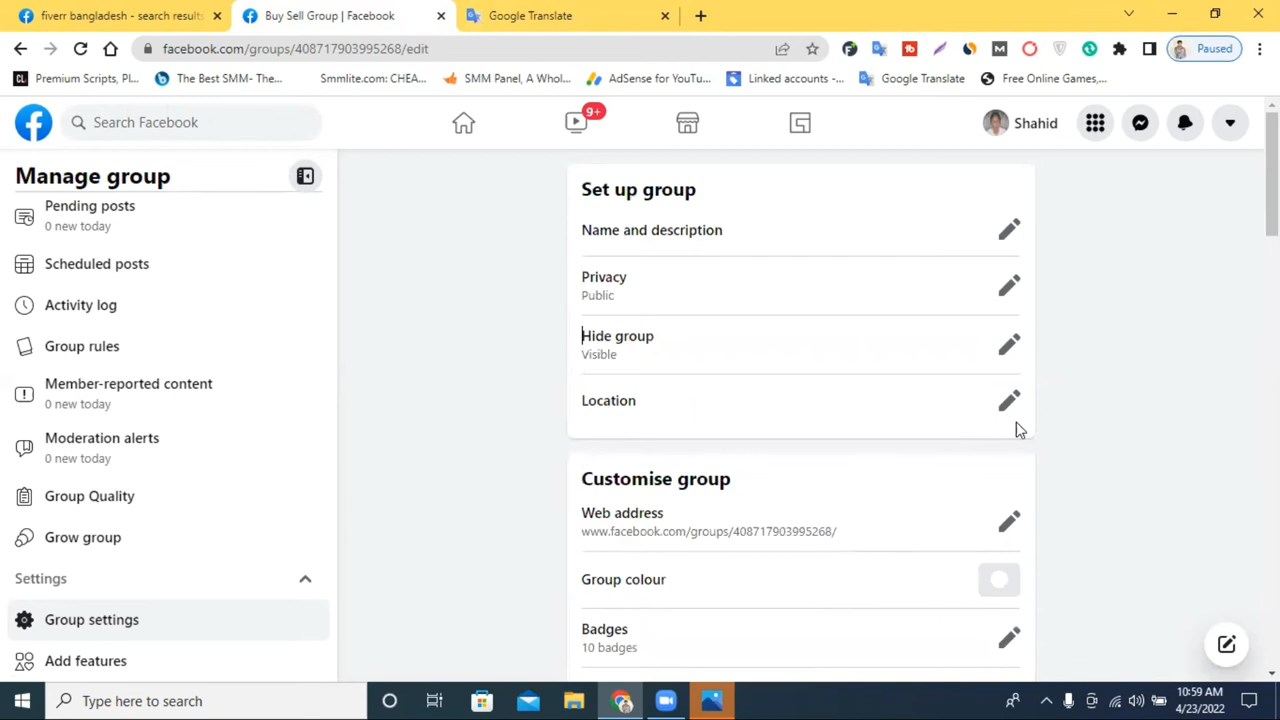 fiverr bangladesh - search results
Buy Sell Group | Facebook
Google Translate
facebook.com/groups/408717903995268/edit
Paused
Premium Scripts, Pl...
The Best SMM- The...
Smmlite.com: CHEA...
SMM Panel, A Whol...
AdSense for YouTu...
Linked accounts -...
Google Translate
Free Online Games,...
Search Facebook
9+
Shahid
Manage group
Pending posts
0 new today
Scheduled posts
Activity log
Group rules
Member-reported content
0 new today
Moderation alerts
0 new today
Group Quality
Grow group
Settings
Group settings
Add features
Set up group
Name and description
Privacy
Public
Hide group
Visible
Location
Customise group
Web address
www.facebook.com/groups/408717903995268/
Group colour
Badges
10 badges
Type here to search
10:59 AM
4/23/2022